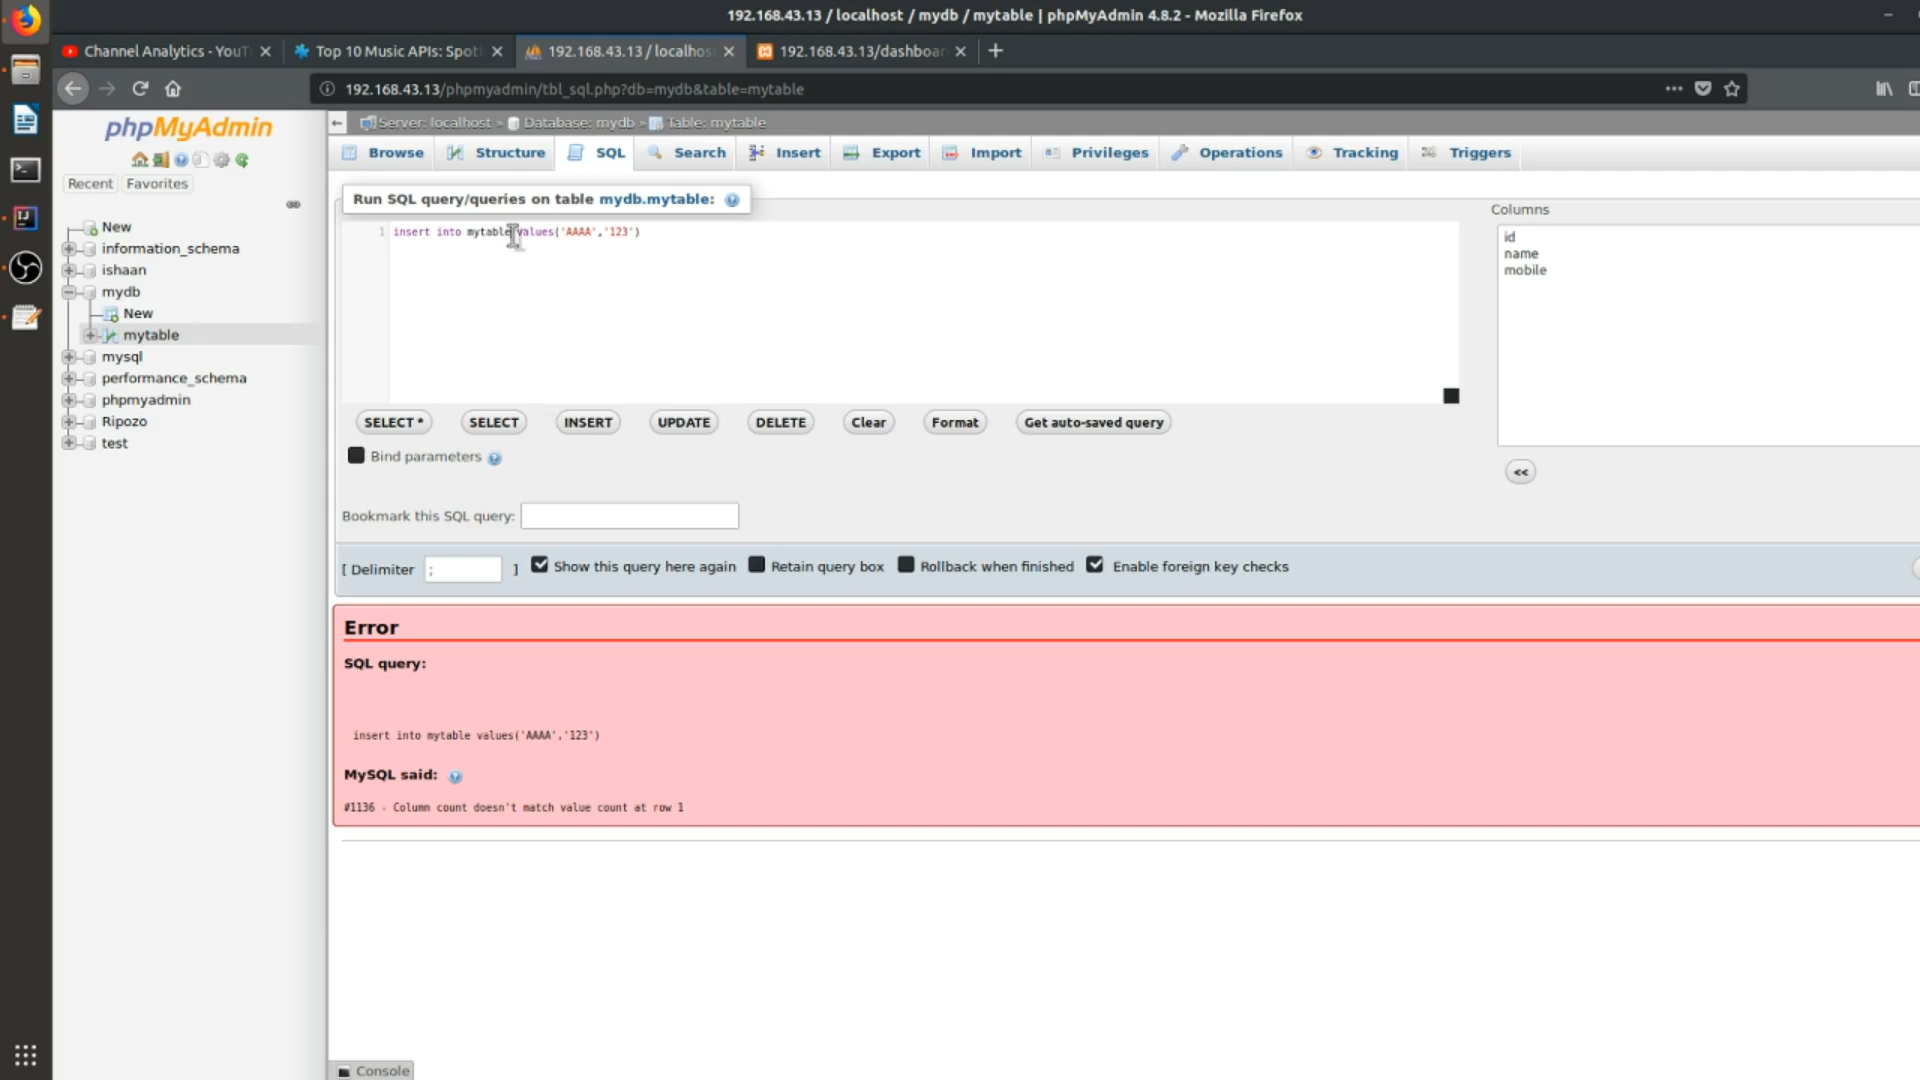 192.168.43.13 / localhost / mydb / mytable | phpMyAdmin 4.8.2 - Mozilla Firefox
Channel Analytics - YouT
Top 10 Music APIs: Spoti
192.168.43.13 / localhos
192.168.43.13/dashboar
192.168.43.13/phpmyadmin/tbl_sql.php?db=mydb&table=mytable
phpMyAdmin
Recent Favorites
New
information_schema
ishaan
mydb
New
mytable
mysql
performance_schema
phpmyadmin
Ripozo
test
Server: localhost » Database: mydb » Table: mytable
Browse Structure SQL Search Insert Export Import Privileges Operations Tracking Triggers
Run SQL query/queries on table mydb.mytable:
1 insert into mytable values('AAAA','123')
Columns
id
name
mobile
SELECT * SELECT INSERT UPDATE DELETE Clear Format Get auto-saved query
<<
Bind parameters
Bookmark this SQL query:
[ Delimiter ; ] Show this query here again Retain query box Rollback when finished Enable foreign key checks
Error
SQL query:
insert into mytable values('AAAA','123')
MySQL said:
#1136 - Column count doesn't match value count at row 1
Console